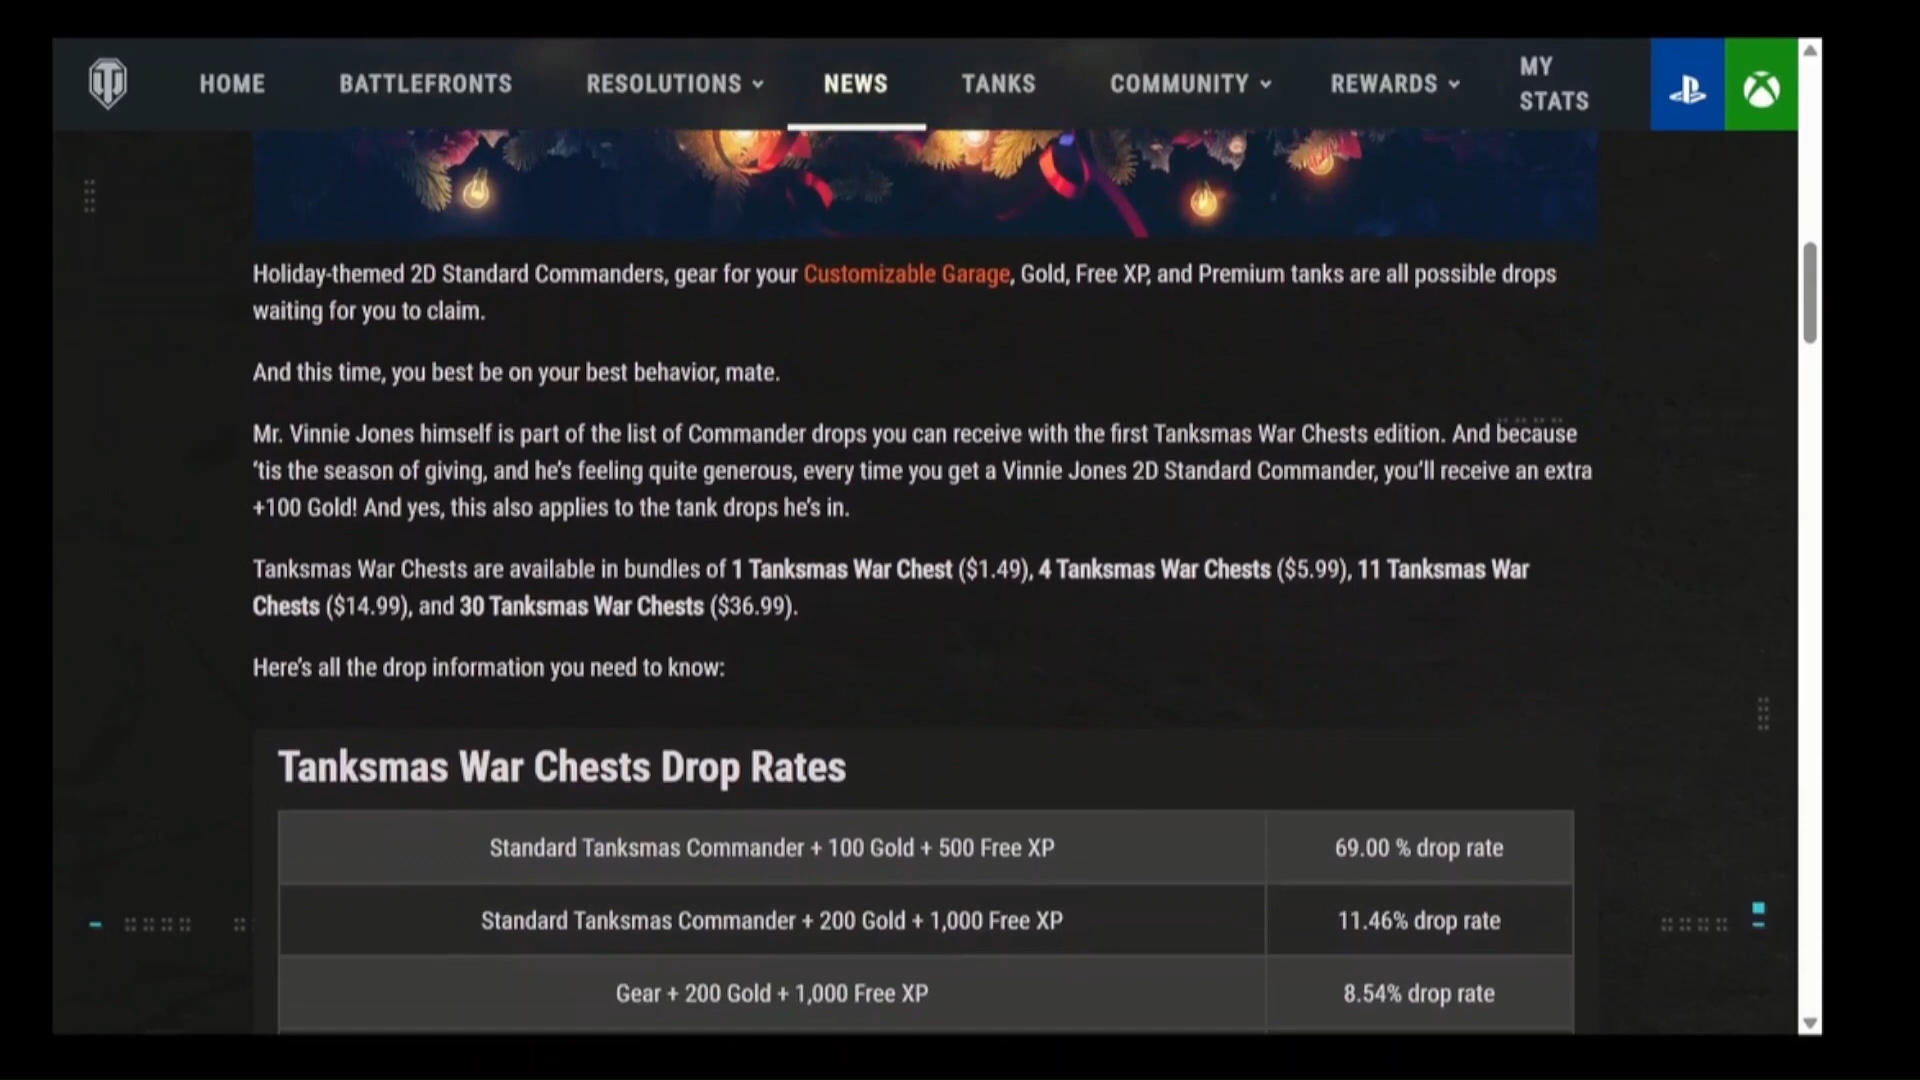 HOME BATTLEFRONTS RESOLUTIONS NEWS TANKS COMMUNITY REWARDS MY STATS
Holiday-themed 2D Standard Commanders, gear for your Customizable Garage, Gold, Free XP, and Premium tanks are all possible drops
waiting for you to claim.
And this time, you best be on your best behavior, mate.
Mr. Vinnie Jones himself is part of the list of Commander drops you can receive with the first Tanksmas War Chests edition. And because
‘tis the season of giving, and he’s feeling quite generous, every time you get a Vinnie Jones 2D Standard Commander, you’ll receive an extra
+100 Gold! And yes, this also applies to the tank drops he’s in.
Tanksmas War Chests are available in bundles of 1 Tanksmas War Chest ($1.49), 4 Tanksmas War Chests ($5.99), 11 Tanksmas War
Chests ($14.99), and 30 Tanksmas War Chests ($36.99).
Here’s all the drop information you need to know:
Tanksmas War Chests Drop Rates
Standard Tanksmas Commander + 100 Gold + 500 Free XP 69.00 % drop rate
Standard Tanksmas Commander + 200 Gold + 1,000 Free XP 11.46% drop rate
Gear + 200 Gold + 1,000 Free XP 8.54% drop rate